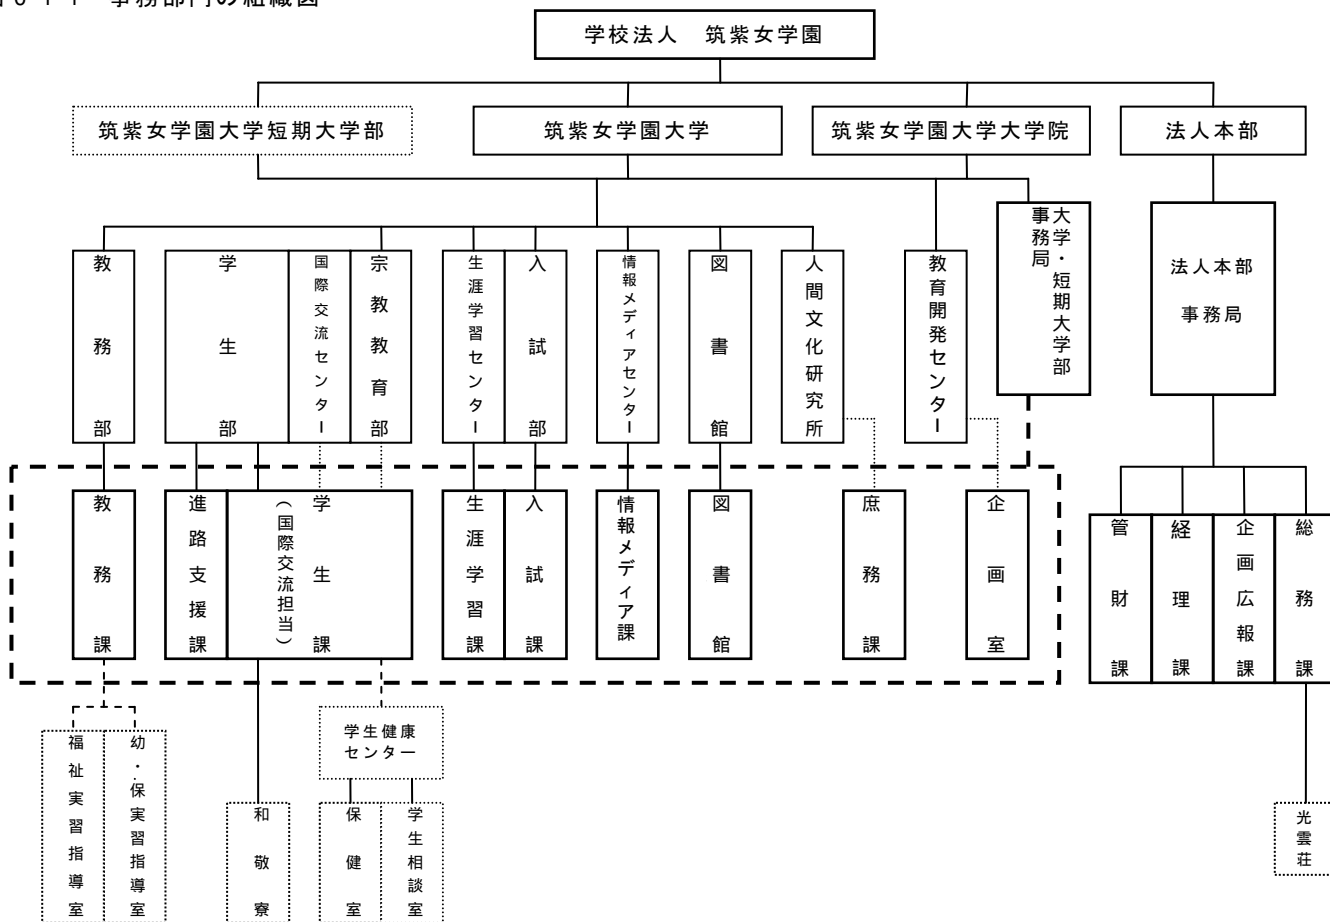 事務部門の組織図
学校法人　筑紫女学園
筑紫女学園大学短期大学部
筑紫女学園大学
筑紫女学園大学大学院
法人本部
教務部
学生部
国際交流センター
宗教教育部
生涯学習センター
入試部
情報メディアセンター
図書館
人間文化研究所
教育開発センター
大学・短期大学部
事務局
法人本部
事務局
教務課
進路支援課
学生課
（国際交流担当）
生涯学習課
入試課
情報メディア課
図書館
庶務課
企画室
管財課
経理課
企画広報課
総務課
福祉実習指導室
幼・保実習指導室
和敬寮
学生健康
センター
保健室
学生相談室
光雲荘